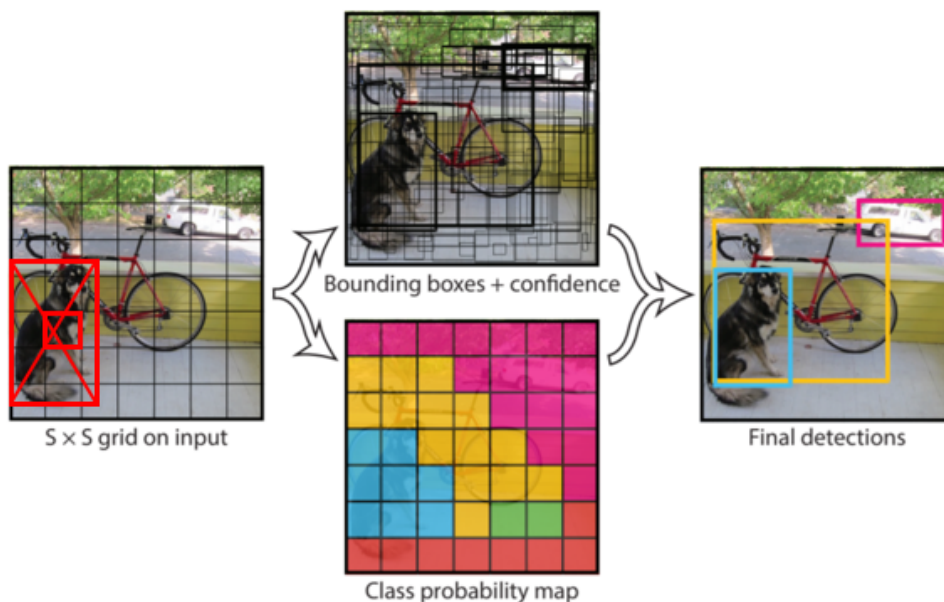 Bounding boxes + confidence
S × S grid on input
Final detections
Class probability map